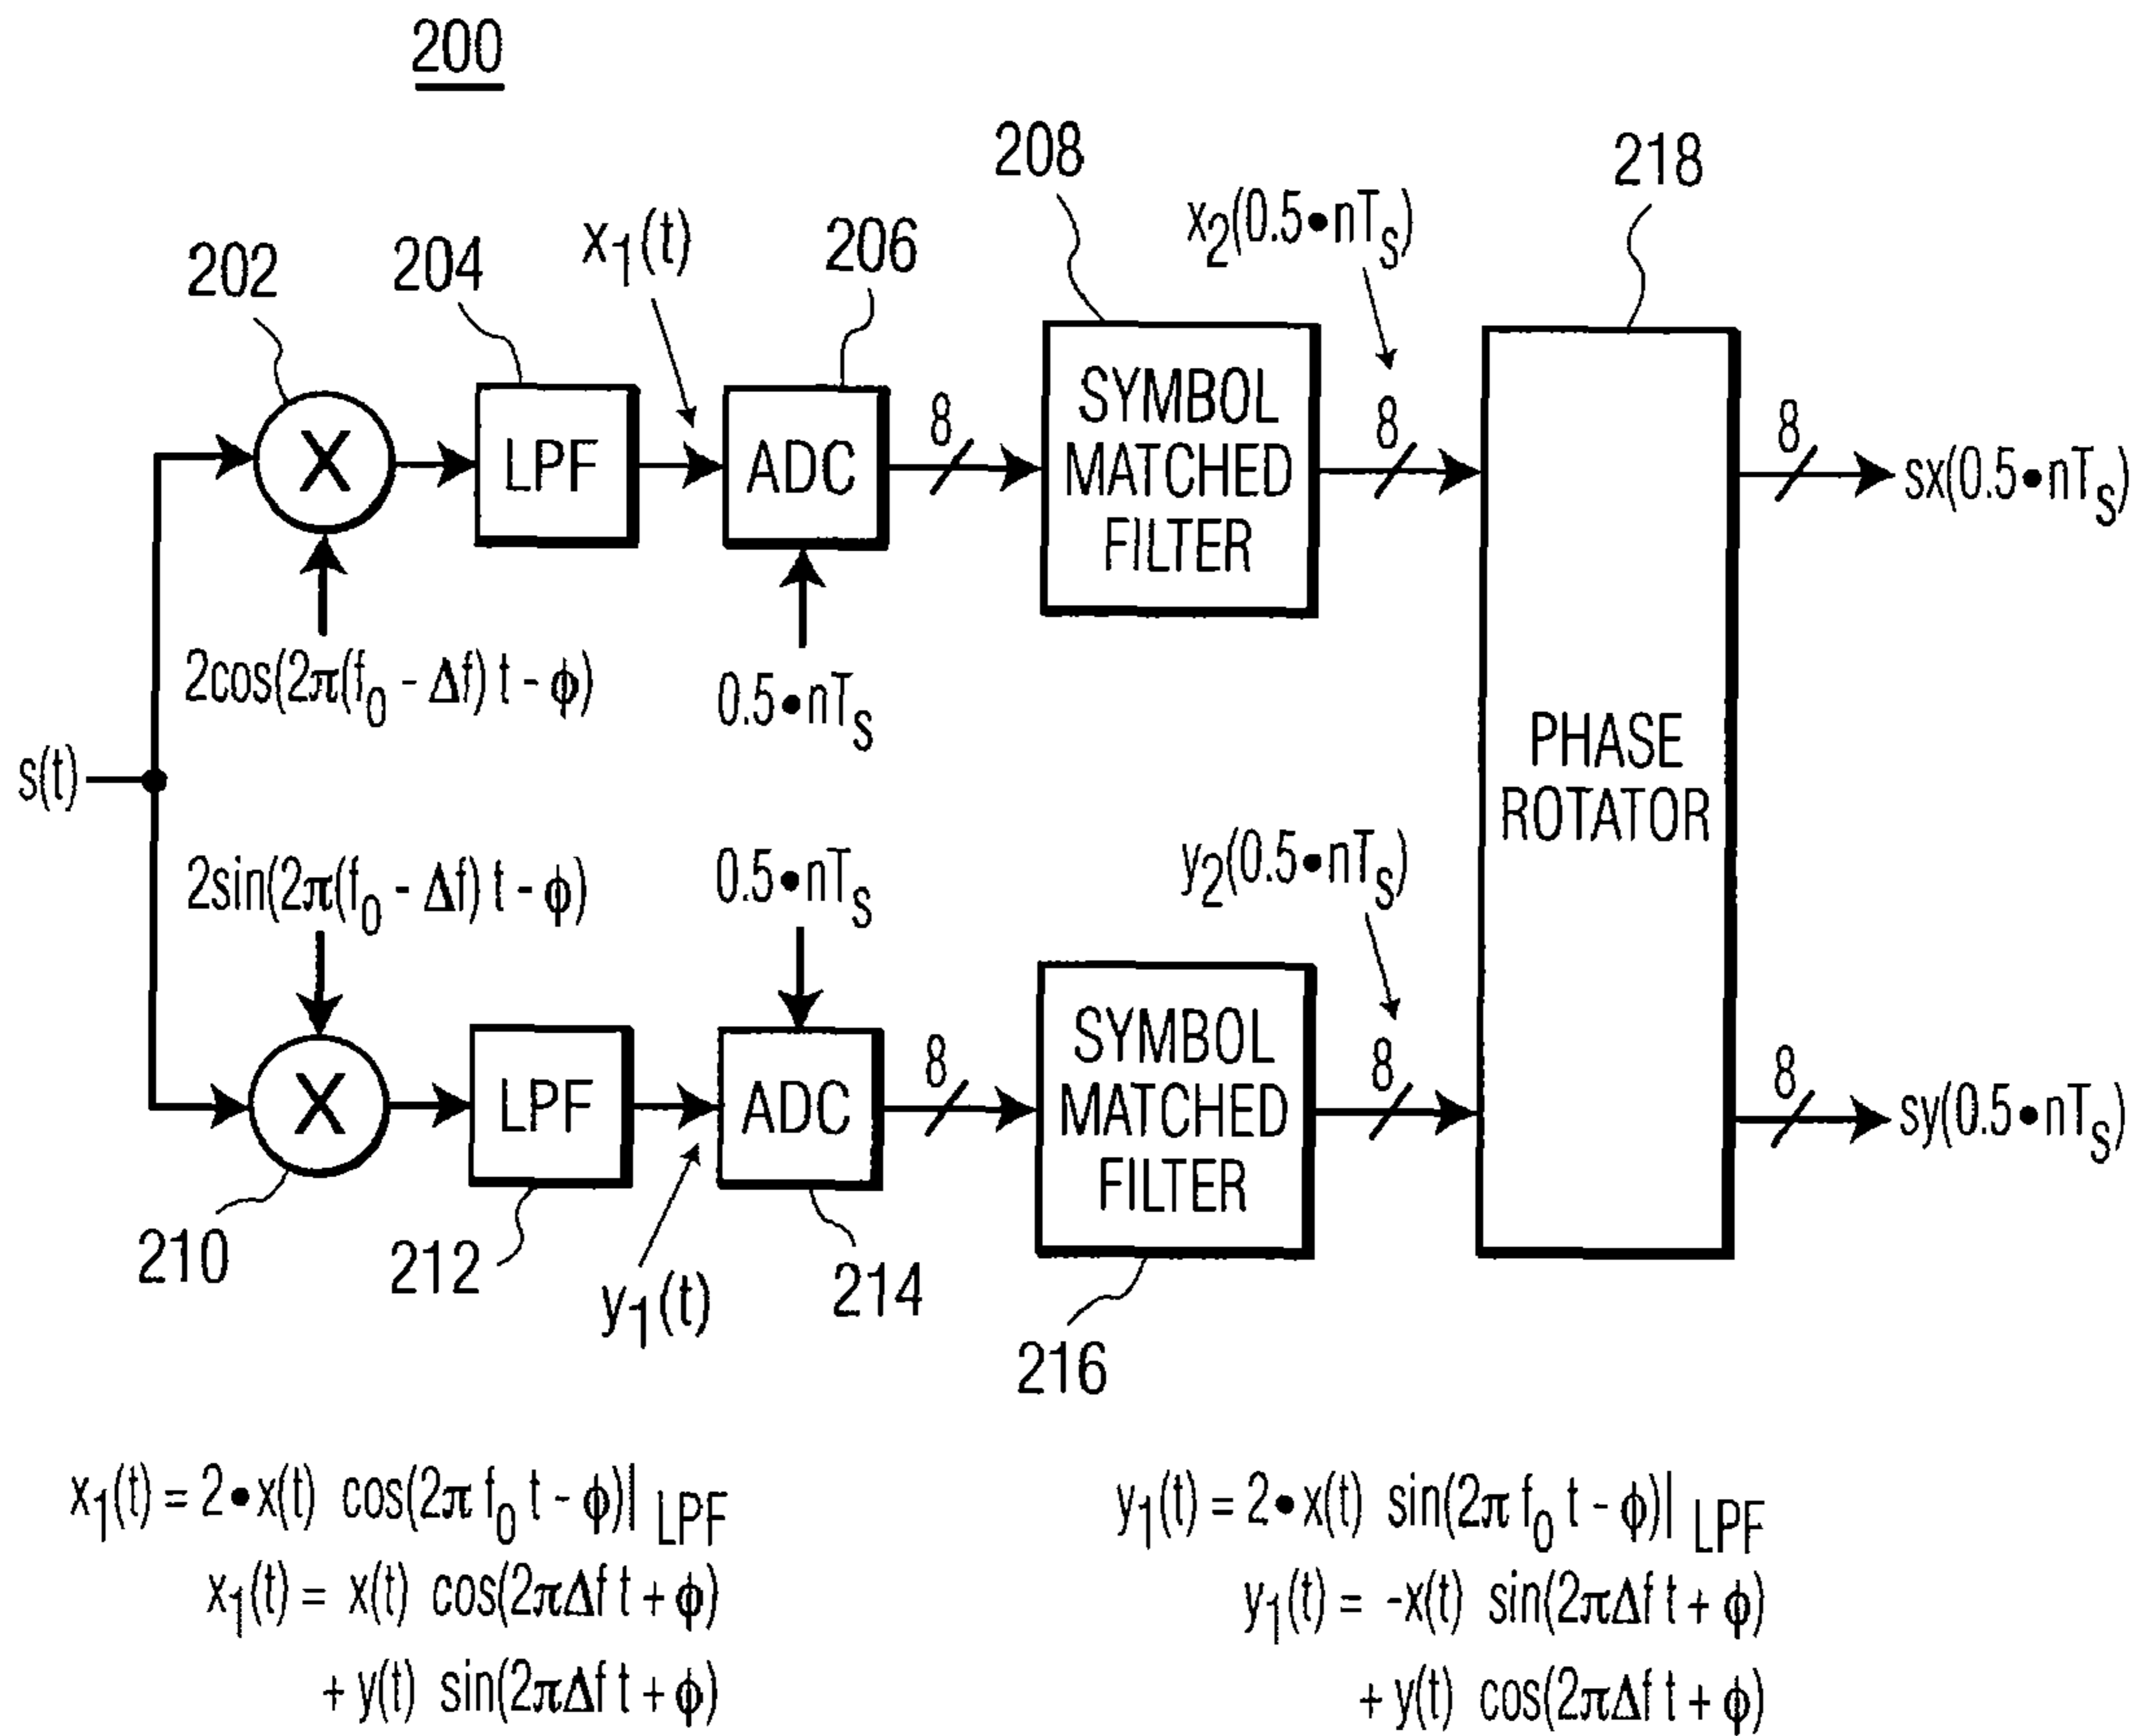 200
208
218
x₂(0.5•nTₛ)
202
204
x₁(t)
206
SYMBOL
MATCHED
FILTER
X
LPF
ADC
8
8
8
sx(0.5•nTₛ)
2cos(2π(f₀ - Δf) t - ϕ)
0.5•nTₛ
PHASE
ROTATOR
s(t)
2sin(2π(f₀ - Δf) t - ϕ)
0.5•nTₛ
y₂(0.5•nTₛ)
SYMBOL
MATCHED
FILTER
X
LPF
ADC
8
8
8
sy(0.5•nTₛ)
210
212
y₁(t)
214
216
x₁(t) = 2•x(t) cos(2π f₀ t - ϕ)| LPF
x₁(t) = x(t) cos(2πΔf t + ϕ)
+ y(t) sin(2πΔf t + ϕ)
y₁(t) = 2•x(t) sin(2π f₀ t - ϕ)| LPF
y₁(t) = -x(t) sin(2πΔf t + ϕ)
+ y(t) cos(2πΔf t + ϕ)